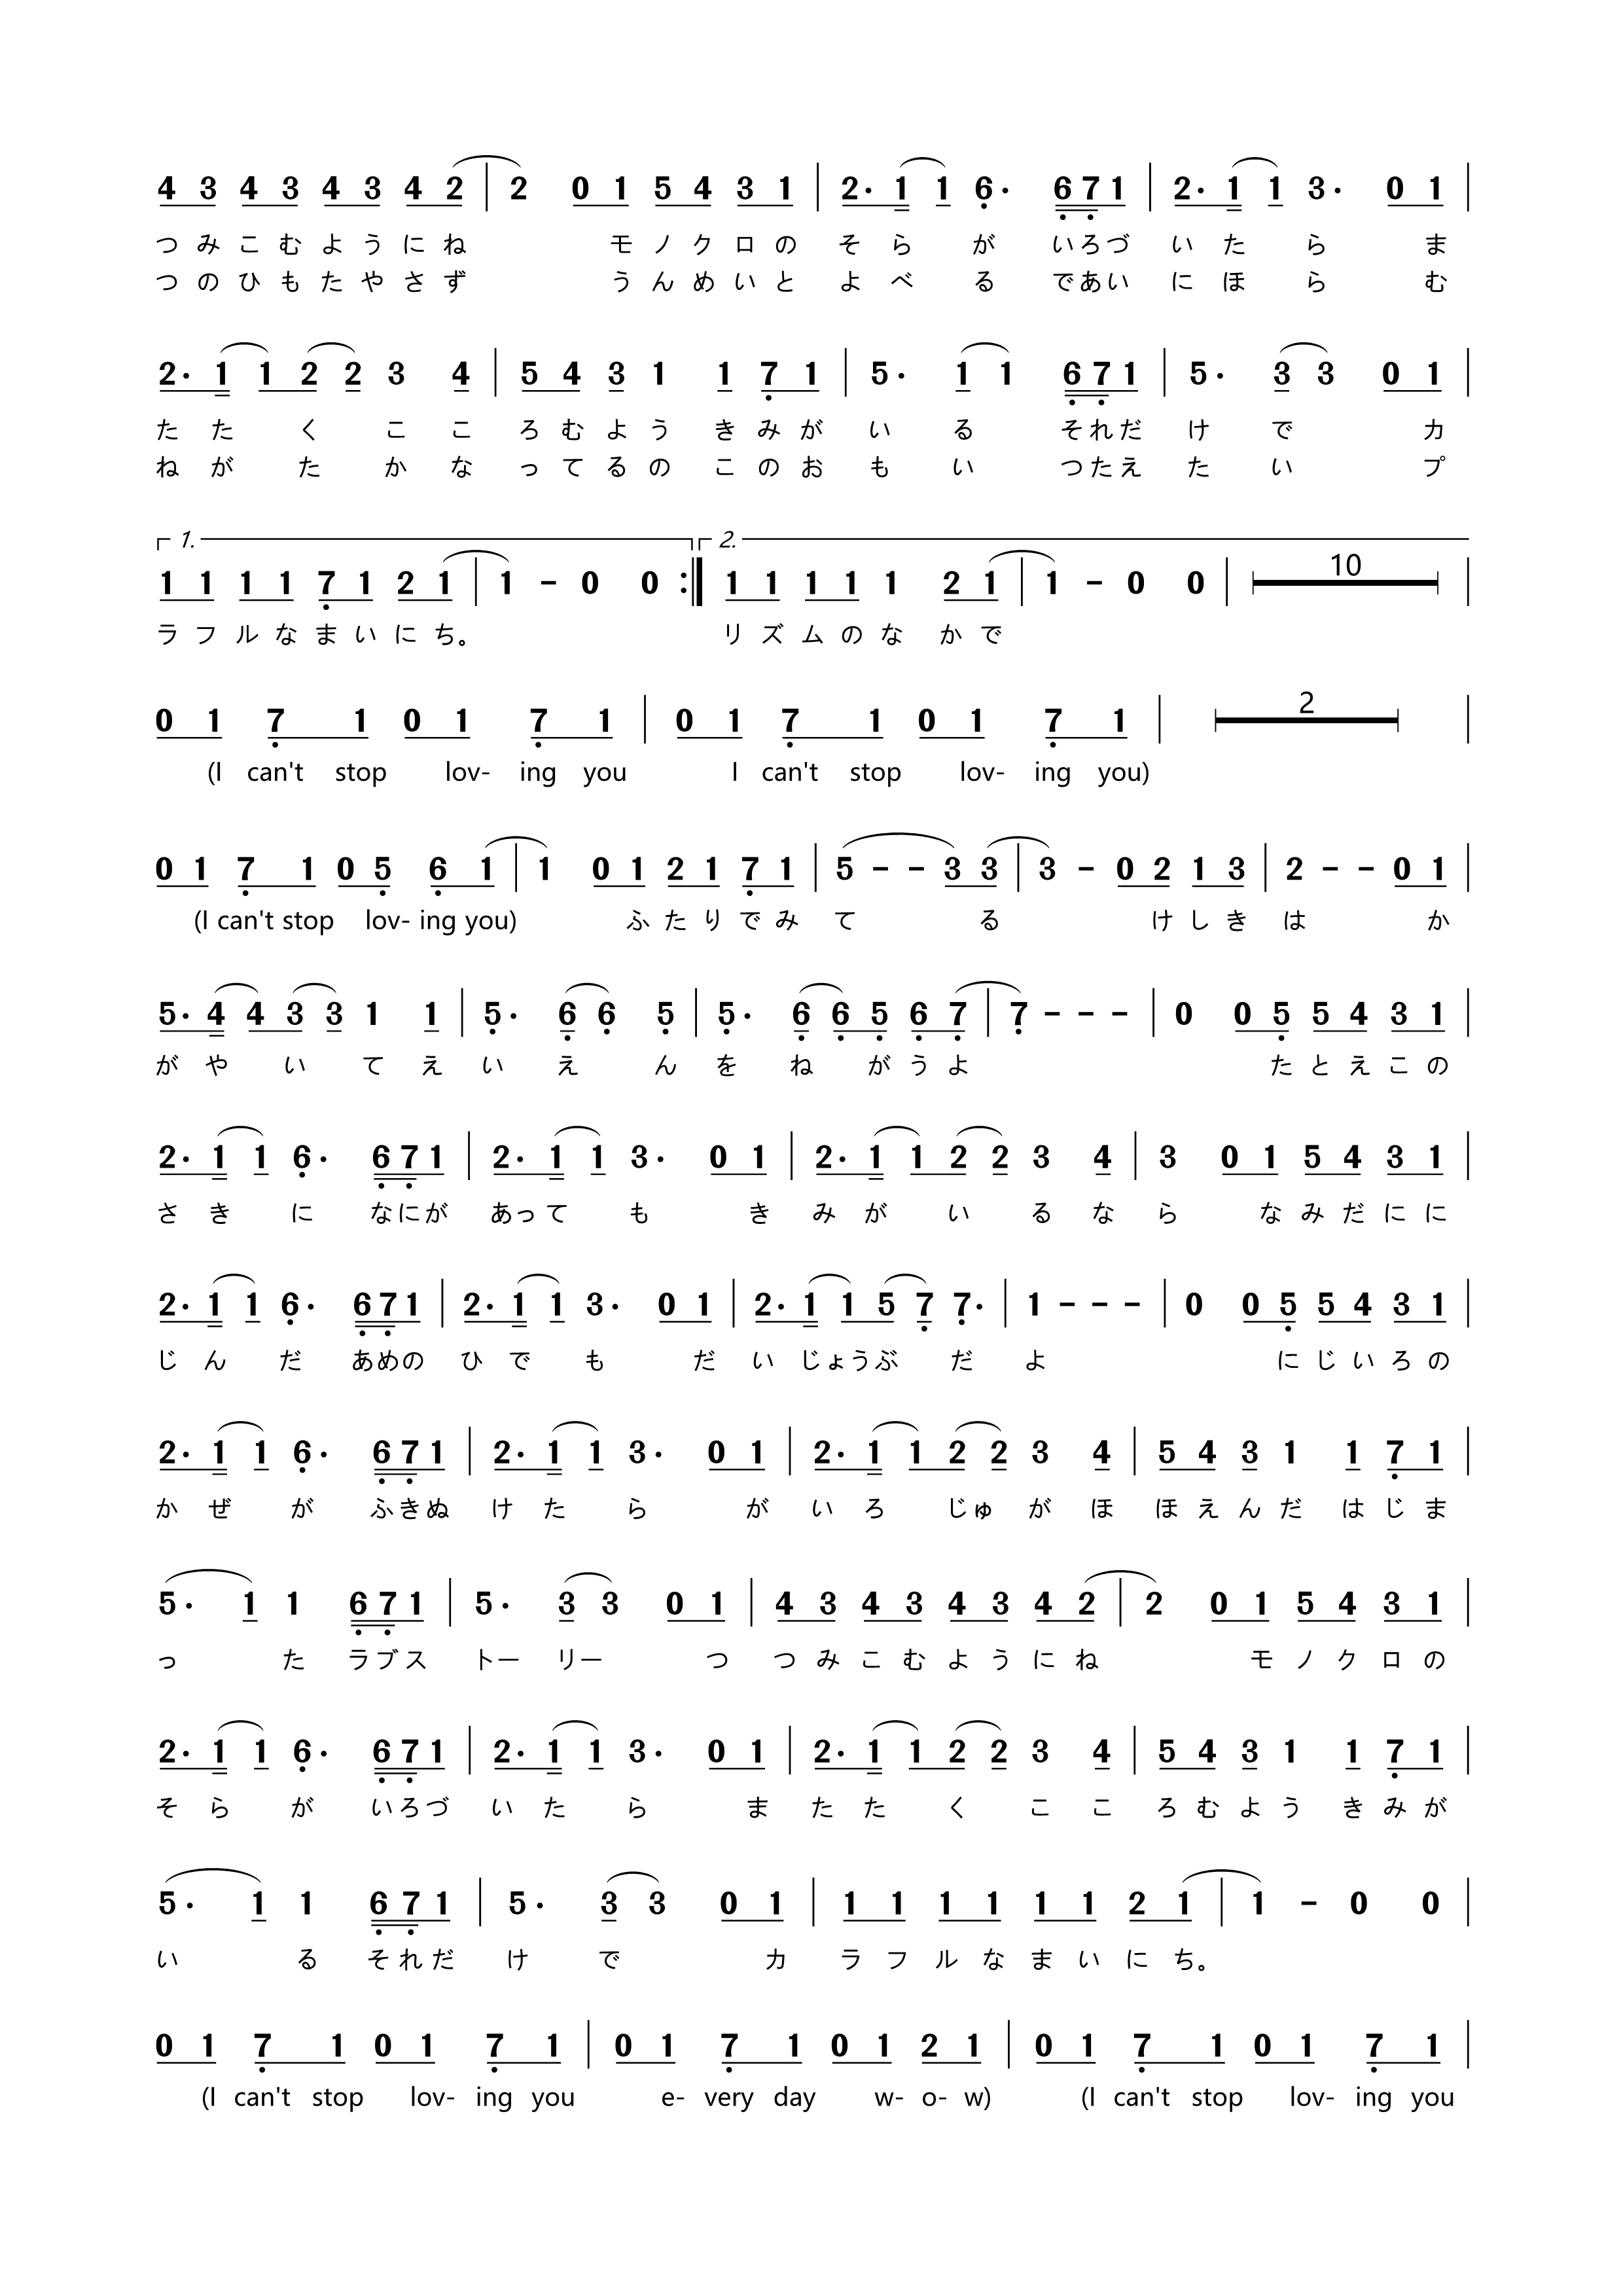 4 3 4 3 4 3 4 2 | 2 0 1 5 4 3 1 | 2· 1 1 6· 6 7 1 | 2· 1 1 3· 0 1 |
つ み こ む よ う に ね モ ノ ク ロ の そ ら が いろづ い た ら ま
つ の ひ も た や さ ず う ん め い と よ べ る であい に ほ ら む
2· 1 1 2 2 3 4 | 5 4 3 1 1 7 1 | 5· 1 1 6 7 1 | 5· 3 3 0 1 |
た た く こ こ ろ む よ う き み が い る それだ け で カ
ね が た か な っ て る の こ の お も い つたえ た い プ
1. 2.
1 1 1 1 7 1 2 1 | 1 - 0 0 :| 1 1 1 1 1 2 1 | 1 - 0 0 | 10 |
ラ フ ル な ま い に ち。 リ ズ ム の な か で
0 1 7 1 0 1 7 1 | 0 1 7 1 0 1 7 1 | 2 |
(I can't stop lov- ing you I can't stop lov- ing you)
0 1 7 1 0 5 6 1 | 1 0 1 2 1 7 1 | 5 - - 3 3 | 3 - 0 2 1 3 | 2 - - 0 1 |
(I can't stop lov- ing you) ふ た り で み て る け し き は か
5· 4 4 3 3 1 1 | 5· 6 6 5 | 5· 6 6 5 6 7 | 7 - - - | 0 0 5 5 4 3 1 |
が や い て え い え ん を ね が う よ た と え こ の
2· 1 1 6· 6 7 1 | 2· 1 1 3· 0 1 | 2· 1 1 2 2 3 4 | 3 0 1 5 4 3 1 |
さ き に なにが あっ て も き み が い る な ら な み だ に に
2· 1 1 6· 6 7 1 | 2· 1 1 3· 0 1 | 2· 1 1 5 7 7· | 1 - - - | 0 0 5 5 4 3 1 |
じ ん だ あめの ひ で も だ い じょうぶ だ よ に じ い ろ の
2· 1 1 6· 6 7 1 | 2· 1 1 3· 0 1 | 2· 1 1 2 2 3 4 | 5 4 3 1 1 7 1 |
か ぜ が ふきぬ け た ら が い ろ じゅ が ほ ほ え ん だ は じ ま
5· 1 1 6 7 1 | 5· 3 3 0 1 | 4 3 4 3 4 3 4 2 | 2 0 1 5 4 3 1 |
っ た ラブス トー リー つ つ み こ む よ う に ね モ ノ ク ロ の
2· 1 1 6· 6 7 1 | 2· 1 1 3· 0 1 | 2· 1 1 2 2 3 4 | 5 4 3 1 1 7 1 |
そ ら が いろづ い た ら ま た た く こ こ ろ む よ う き み が
5· 1 1 6 7 1 | 5· 3 3 0 1 | 1 1 1 1 1 1 2 1 | 1 - 0 0 |
い る それだ け で カ ラ フ ル な ま い に ち。
0 1 7 1 0 1 7 1 | 0 1 7 1 0 1 2 1 | 0 1 7 1 0 1 7 1 |
(I can't stop lov- ing you e- very day w- o- w) (I can't stop lov- ing you